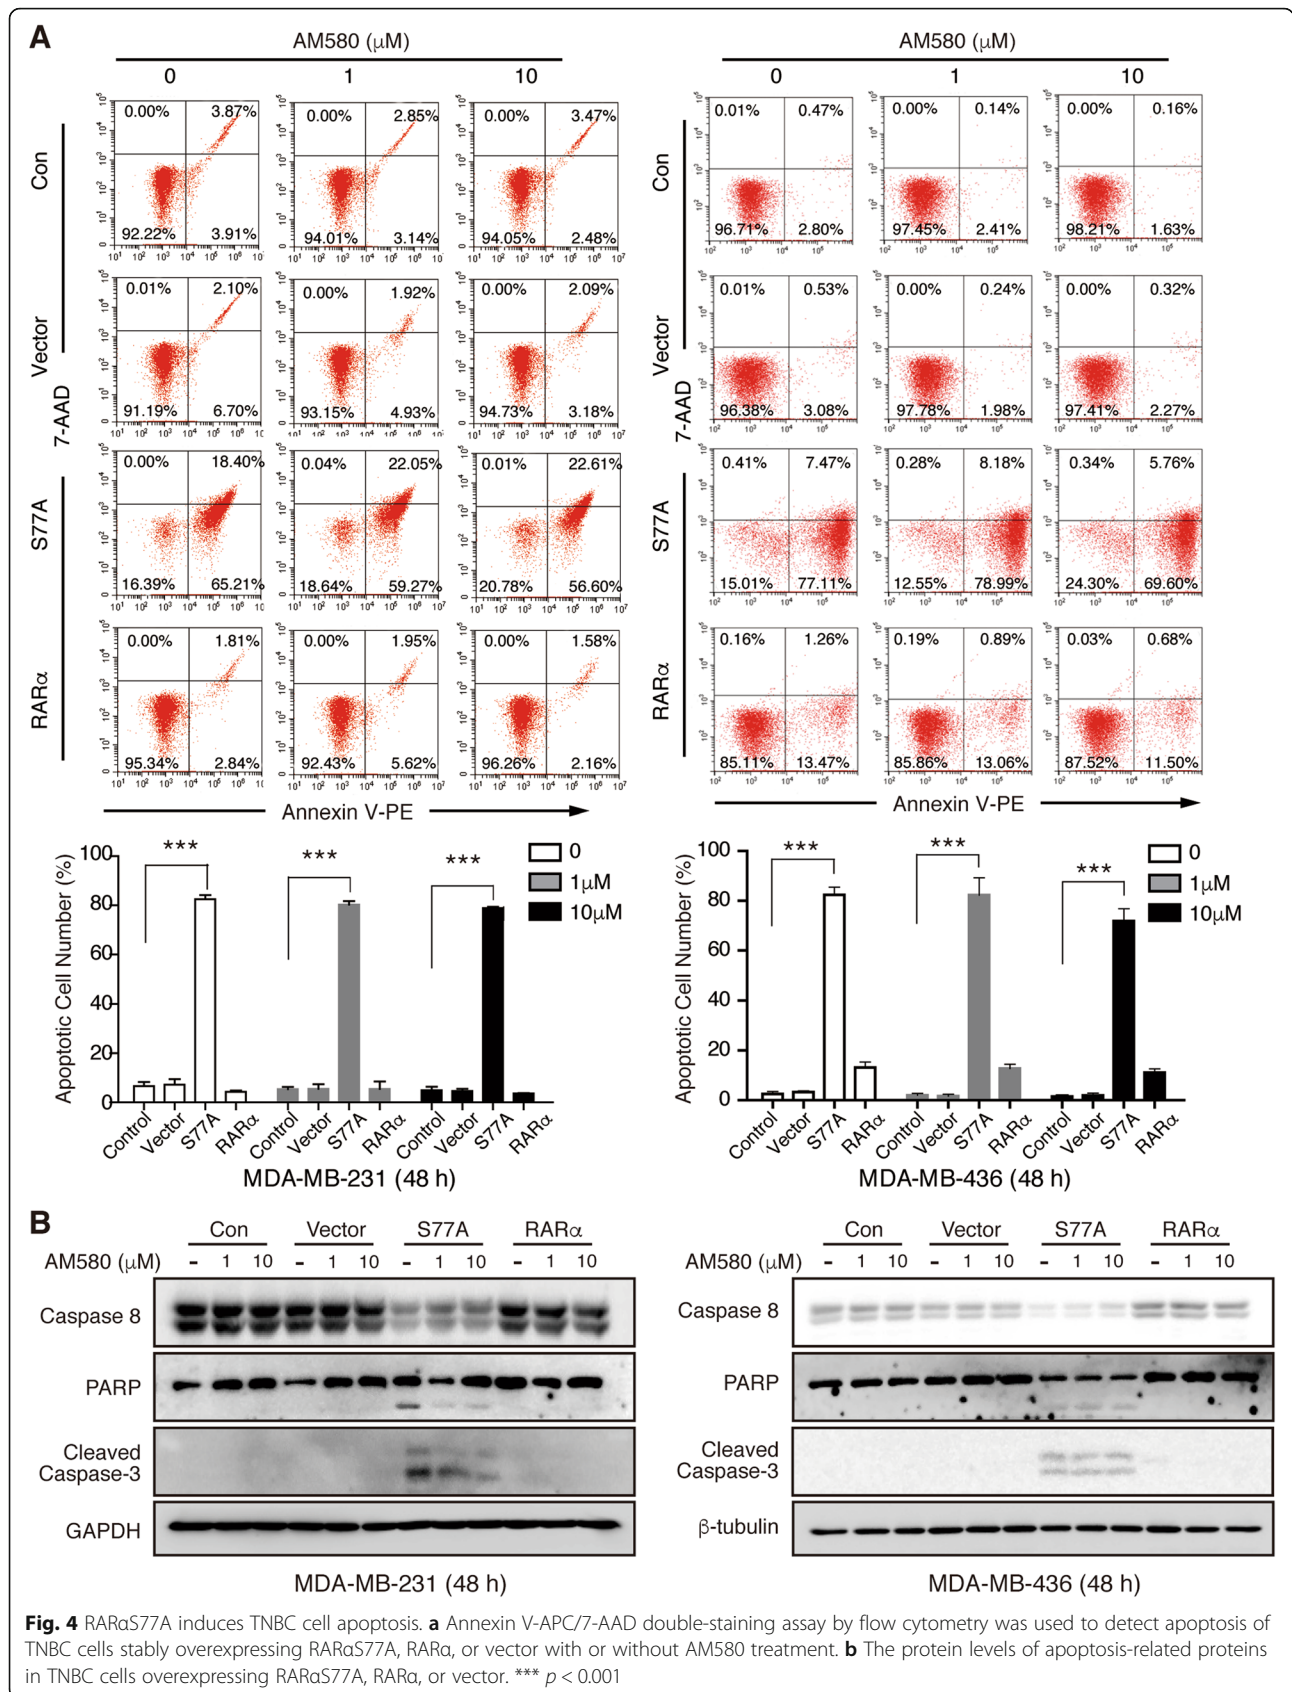 A
AM580 (μM)
0 1 10
AM580 (μM)
0 1 10
Con
0.00% 3.87%
92.22% 3.91%
0.00% 2.85%
94.01% 3.14%
0.00% 3.47%
94.05% 2.48%
Con
0.01% 0.47%
96.71% 2.80%
0.00% 0.14%
97.45% 2.41%
0.00% 0.16%
98.21% 1.63%
Vector
0.01% 2.10%
91.19% 6.70%
0.00% 1.92%
93.15% 4.93%
0.00% 2.09%
94.73% 3.18%
Vector
0.01% 0.53%
96.38% 3.08%
0.00% 0.24%
97.78% 1.98%
0.00% 0.32%
97.41% 2.27%
7-AAD
7-AAD
S77A
0.00% 18.40%
16.39% 65.21%
0.04% 22.05%
18.64% 59.27%
0.01% 22.61%
20.78% 56.60%
S77A
0.41% 7.47%
15.01% 77.11%
0.28% 8.18%
12.55% 78.99%
0.34% 5.76%
24.30% 69.60%
RARα
0.00% 1.81%
95.34% 2.84%
0.00% 1.95%
92.43% 5.62%
0.00% 1.58%
96.26% 2.16%
RARα
0.16% 1.26%
85.11% 13.47%
0.19% 0.89%
85.86% 13.06%
0.03% 0.68%
87.52% 11.50%
Annexin V-PE
Annexin V-PE
Apoptotic Cell Number (%)
100
80
60
40
20
0
*** *** ***
0
1μM
10μM
Control Vector S77A RARα Control Vector S77A RARα Control Vector S77A RARα
MDA-MB-231 (48 h)
Apoptotic Cell Number (%)
100
80
60
40
20
0
*** *** ***
0
1μM
10μM
Control Vector S77A RARα Control Vector S77A RARα Control Vector S77A RARα
MDA-MB-436 (48 h)
B
Con Vector S77A RARα
AM580 (μM) - 1 10 - 1 10 - 1 10 - 1 10
Caspase 8
PARP
Cleaved
Caspase-3
GAPDH
MDA-MB-231 (48 h)
Con Vector S77A RARα
AM580 (μM) - 1 10 - 1 10 - 1 10 - 1 10
Caspase 8
PARP
Cleaved
Caspase-3
β-tubulin
MDA-MB-436 (48 h)
Fig. 4 RARαS77A induces TNBC cell apoptosis. a Annexin V-APC/7-AAD double-staining assay by flow cytometry was used to detect apoptosis of
TNBC cells stably overexpressing RARαS77A, RARα, or vector with or without AM580 treatment. b The protein levels of apoptosis-related proteins
in TNBC cells overexpressing RARαS77A, RARα, or vector. *** p < 0.001